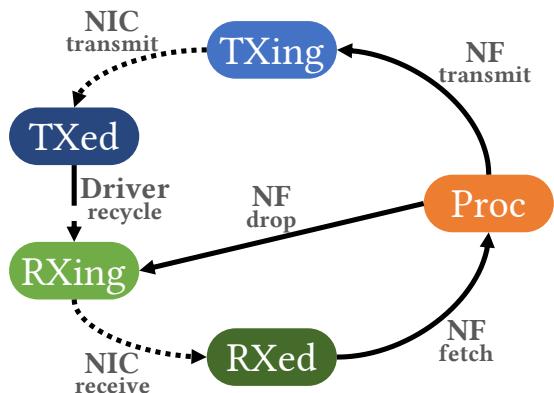 NIC
transmit
TXing
NF
transmit
TXed
Driver
recycle
NF
drop
Proc
RXing
NIC
receive
RXed
NF
fetch